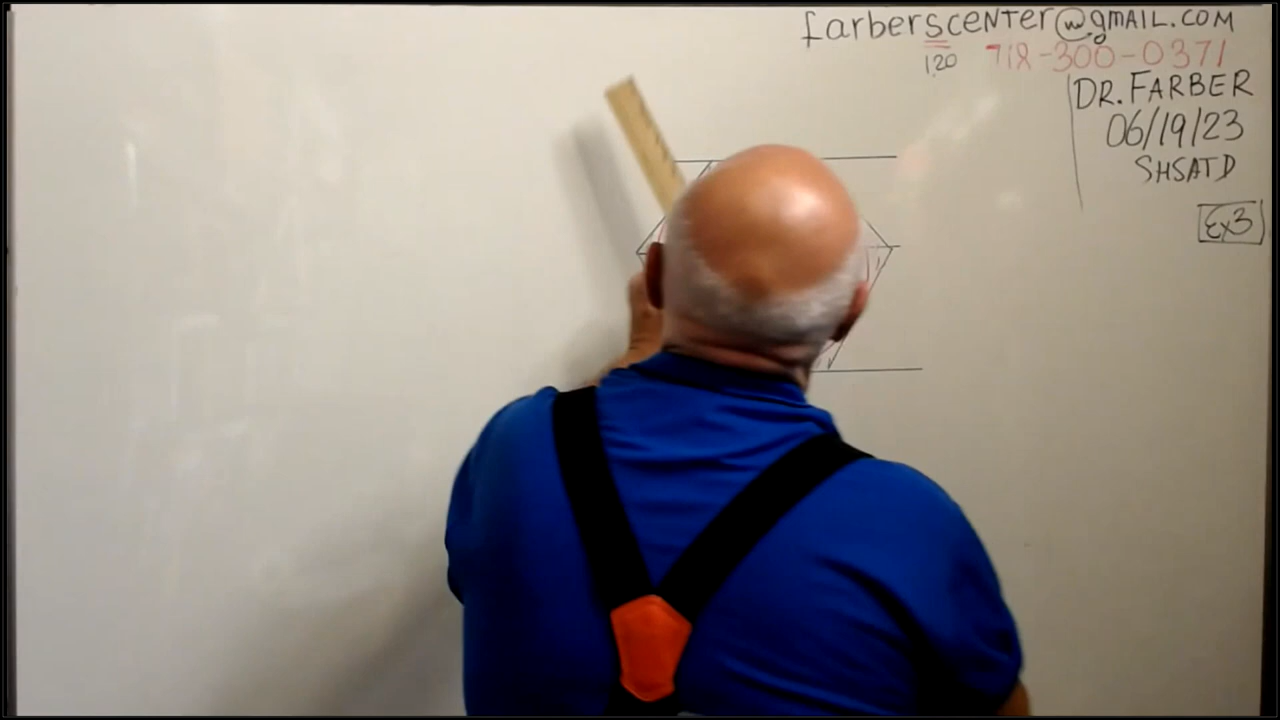 farberscenter@gmail.com
120 718-300-0371
DR. FARBER
06/19/23
SHSATD
Ex3